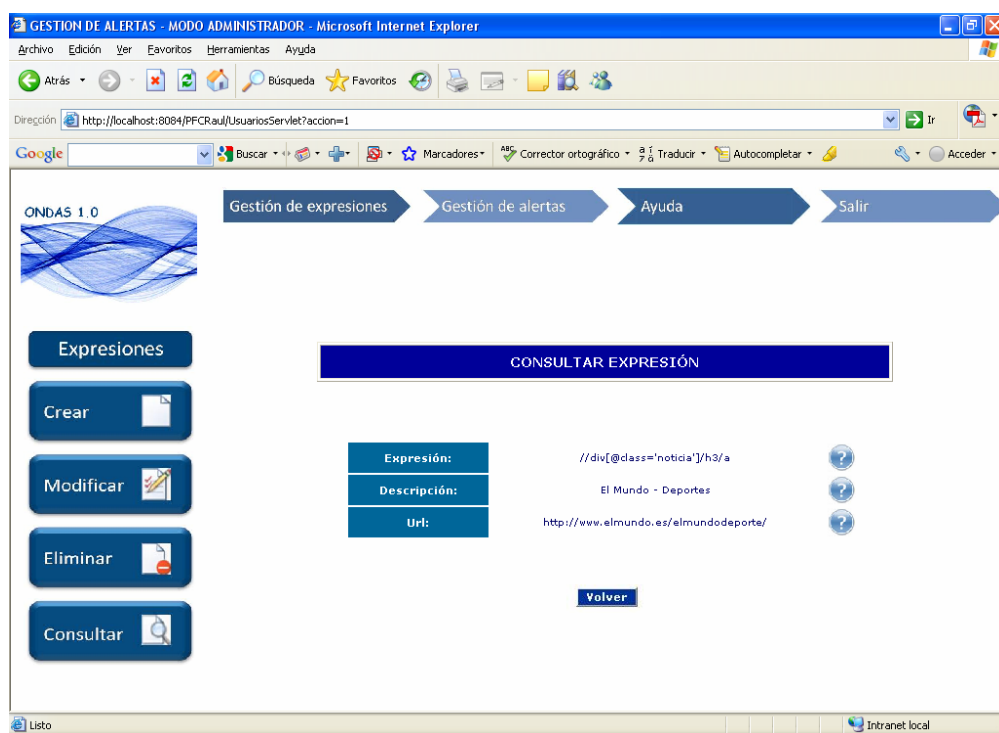 GESTION DE ALERTAS - MODO ADMINISTRADOR - Microsoft Internet Explorer
Archivo Edición Ver Favoritos Herramientas Ayuda
Atrás Búsqueda Favoritos
Dirección http://localhost:8084/PFCRaul/UsuariosServlet?accion=1 Ir
Google Buscar Marcadores ABC Corrector ortográfico Traducir Autocompletar Acceder
ONDAS 1.0
Gestión de expresiones Gestión de alertas Ayuda Salir
Expresiones
CONSULTAR EXPRESIÓN
Crear
Expresión: //div[@class='noticia']/h3/a ?
Modificar
Descripción: El Mundo - Deportes ?
Url: http://www.elmundo.es/elmundodeporte/ ?
Eliminar
Volver
Consultar
Listo Intranet local